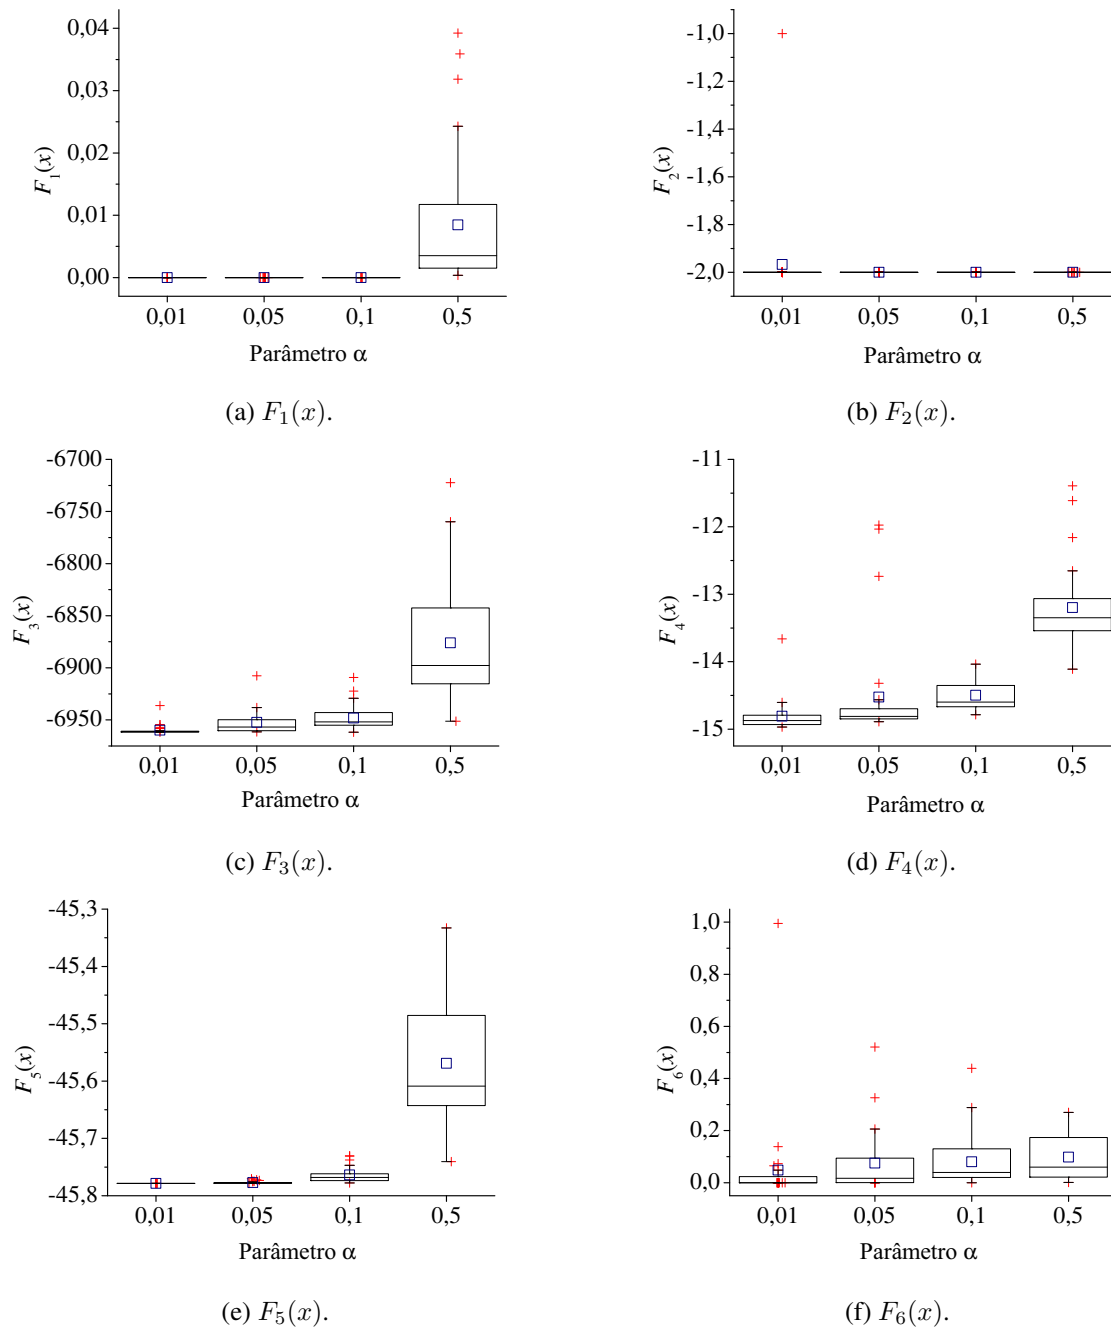 0,04
0,03
0,02
0,01
0,00
F₁(x)
0,01 0,05 0,1 0,5
Parâmetro α
(a) F₁(x).
-1,0
-1,2
-1,4
-1,6
-1,8
-2,0
F₂(x)
0,01 0,05 0,1 0,5
Parâmetro α
(b) F₂(x).
-6700
-6750
-6800
-6850
-6900
-6950
F₃(x)
0,01 0,05 0,1 0,5
Parâmetro α
(c) F₃(x).
-11
-12
-13
-14
-15
F₄(x)
0,01 0,05 0,1 0,5
Parâmetro α
(d) F₄(x).
-45,3
-45,4
-45,5
-45,6
-45,7
-45,8
F₅(x)
0,01 0,05 0,1 0,5
Parâmetro α
(e) F₅(x).
1,0
0,8
0,6
0,4
0,2
0,0
F₆(x)
0,01 0,05 0,1 0,5
Parâmetro α
(f) F₆(x).